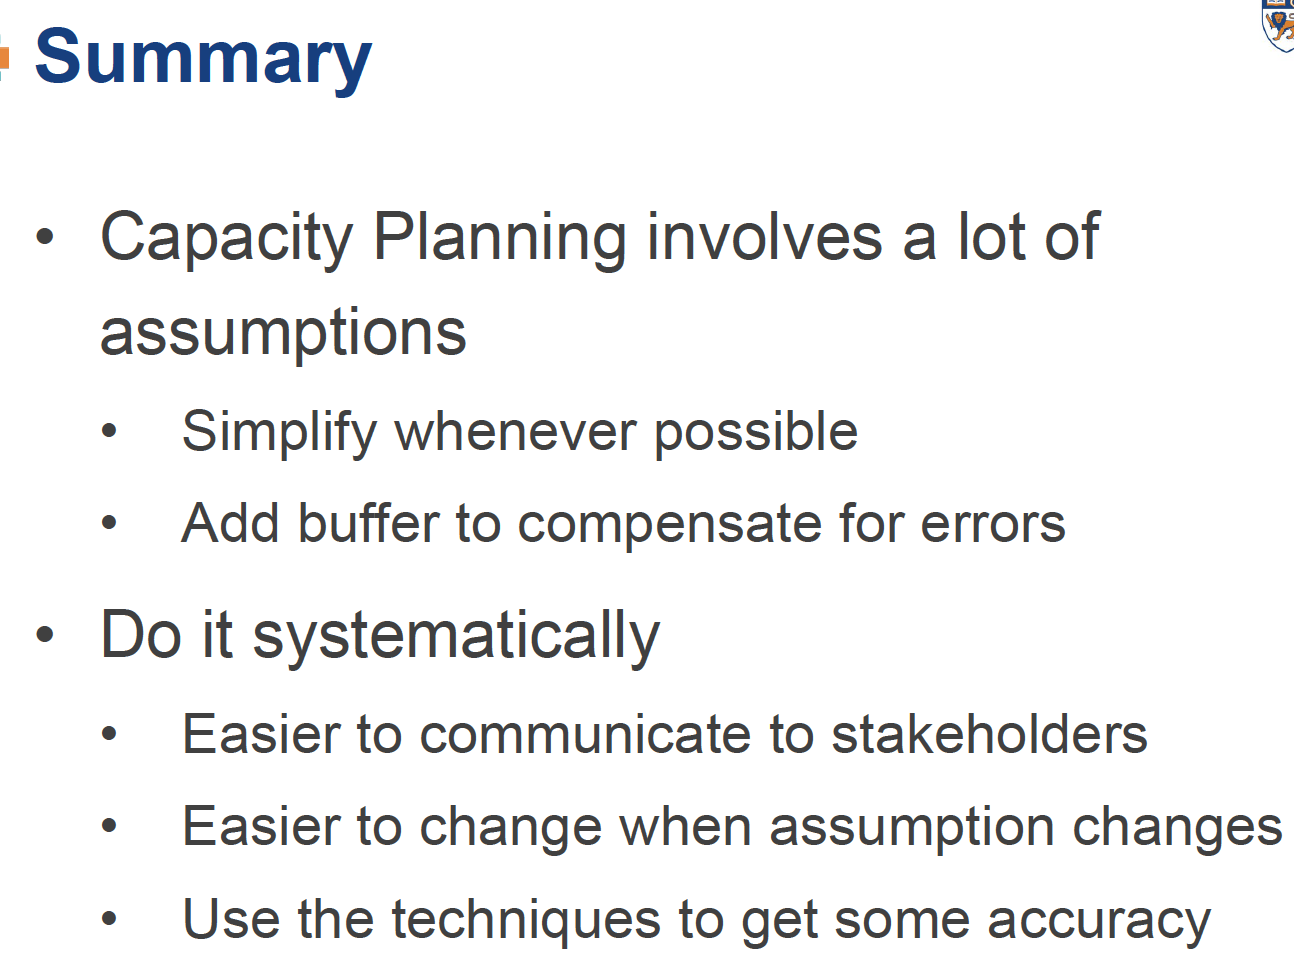 Summary
• Capacity Planning involves a lot of
assumptions
• Simplify whenever possible
• Add buffer to compensate for errors
• Do it systematically
• Easier to communicate to stakeholders
• Easier to change when assumption changes
• Use the techniques to get some accuracy